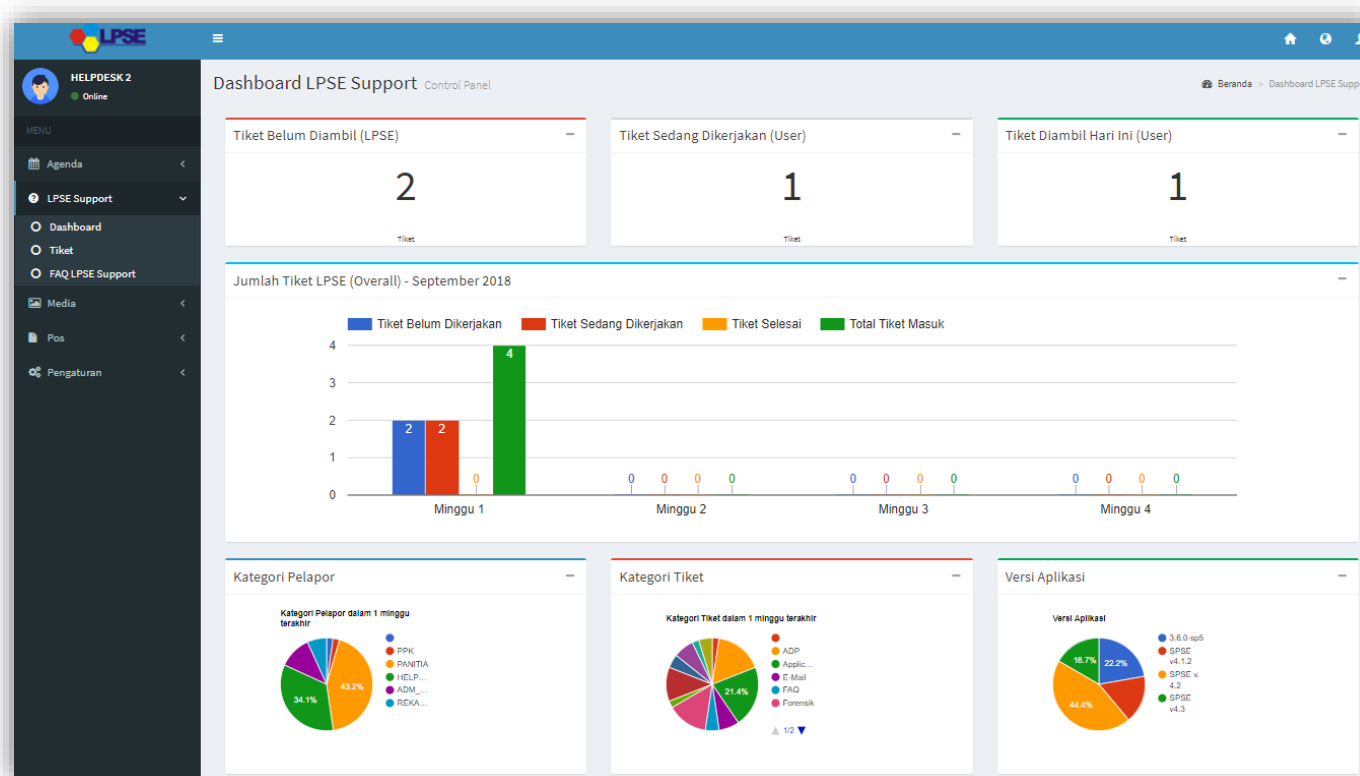 LPSE
HELPDESK 2
Online
MENU
Agenda
LPSE Support
Dashboard
Tiket
FAQ LPSE Support
Media
Pos
Pengaturan
Dashboard LPSE Support Control Panel
Beranda > Dashboard LPSE Supp
Tiket Belum Diambil (LPSE)
2
Tiket
Tiket Sedang Dikerjakan (User)
1
Tiket
Tiket Diambil Hari Ini (User)
1
Tiket
Jumlah Tiket LPSE (Overall) - September 2018
Tiket Belum Dikerjakan Tiket Sedang Dikerjakan Tiket Selesai Total Tiket Masuk
4
3
2
1
0
2 2 0 4
0 0 0 0
0 0 0 0
0 0 0 0
Minggu 1 Minggu 2 Minggu 3 Minggu 4
Kategori Pelapor
Kategori Pelapor dalam 1 minggu
terakhir
43.2%
34.1%
PPK
PANITIA
HELP...
ADM_...
REKA...
Kategori Tiket
Kategori Tiket dalam 1 minggu terakhir
21.4%
ADP
Applic...
E-Mail
FAQ
Forensik
1/2
Versi Aplikasi
Versi Aplikasi
16.7% 22.2%
44.4%
3.6.0-sp5
SPSE
v4.1.2
SPSE v.
4.2
SPSE
v4.3